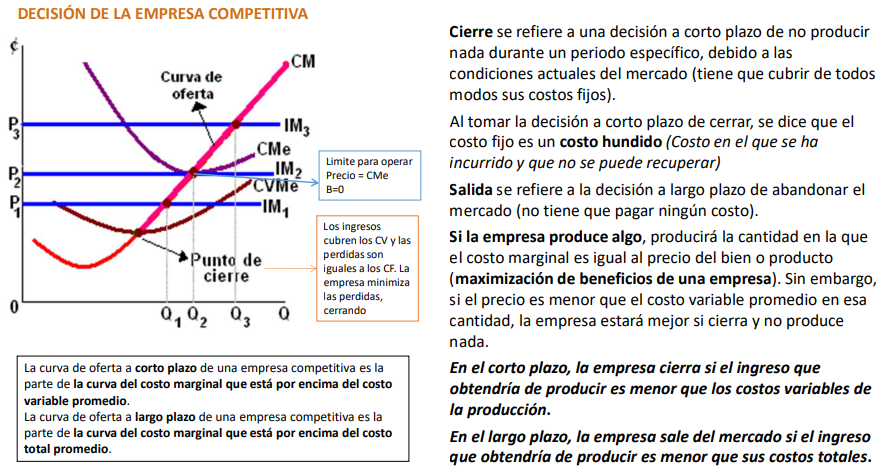 DECISIÓN DE LA EMPRESA COMPETITIVA
¢
CM
Curva de
oferta
P3
IM3
CMe
P2
IM2
CVMe
P1
IM1
Punto de
cierre
0
Q1 Q2 Q3 Q
Limite para operar
Precio = CMe
B=0
Los ingresos
cubren los CV y las
perdidas son
iguales a los CF. La
empresa minimiza
las perdidas,
cerrando
La curva de oferta a corto plazo de una empresa competitiva es la
parte de la curva del costo marginal que está por encima del costo
variable promedio.
La curva de oferta a largo plazo de una empresa competitiva es la
parte de la curva del costo marginal que está por encima del costo
total promedio.
Cierre se refiere a una decisión a corto plazo de no producir
nada durante un periodo específico, debido a las
condiciones actuales del mercado (tiene que cubrir de todos
modos sus costos fijos).
Al tomar la decisión a corto plazo de cerrar, se dice que el
costo fijo es un costo hundido (Costo en el que se ha
incurrido y que no se puede recuperar)
Salida se refiere a la decisión a largo plazo de abandonar el
mercado (no tiene que pagar ningún costo).
Si la empresa produce algo, producirá la cantidad en la que
el costo marginal es igual al precio del bien o producto
(maximización de beneficios de una empresa). Sin embargo,
si el precio es menor que el costo variable promedio en esa
cantidad, la empresa estará mejor si cierra y no produce
nada.
En el corto plazo, la empresa cierra si el ingreso que
obtendría de producir es menor que los costos variables de
la producción.
En el largo plazo, la empresa sale del mercado si el ingreso
que obtendría de producir es menor que sus costos totales.